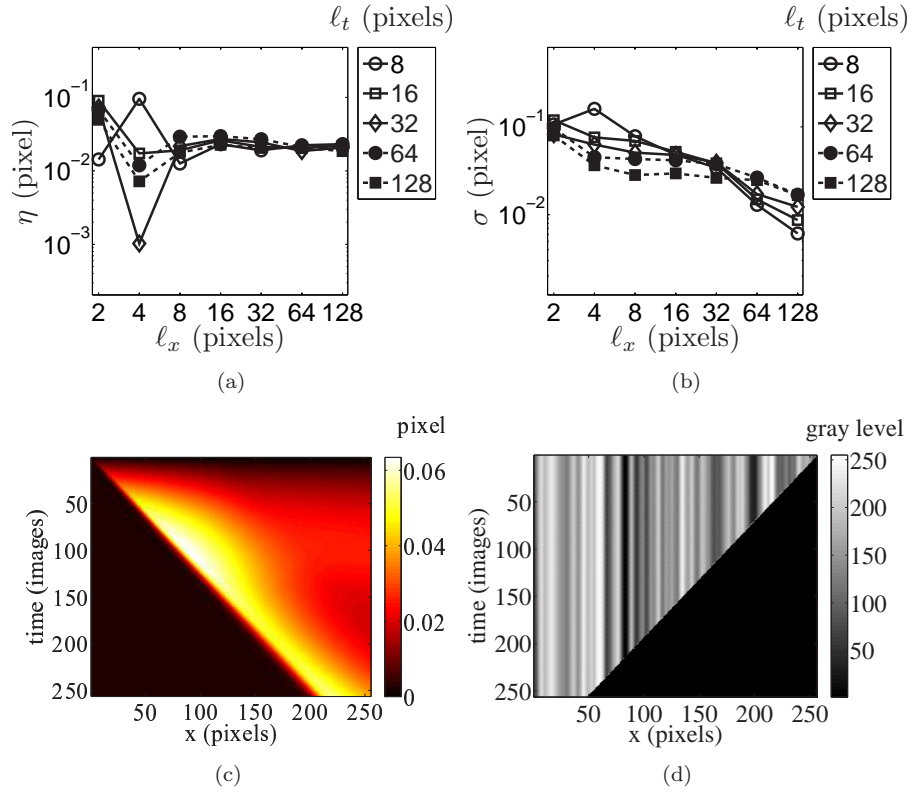 ℓt (pixels)
8
16
32
64
128
η (pixel)
10−1
10−2
10−3
2 4 8 16 32 64 128
ℓx (pixels)
(a)
ℓt (pixels)
8
16
32
64
128
σ (pixel)
10−1
10−2
2 4 8 16 32 64 128
ℓx (pixels)
(b)
pixel
0.06
0.04
0.02
0
time (images)
50
100
150
200
250
50 100 150 200 250
x (pixels)
(c)
gray level
250
200
150
100
50
time (images)
50
100
150
200
250
50 100 150 200 250
x (pixels)
(d)